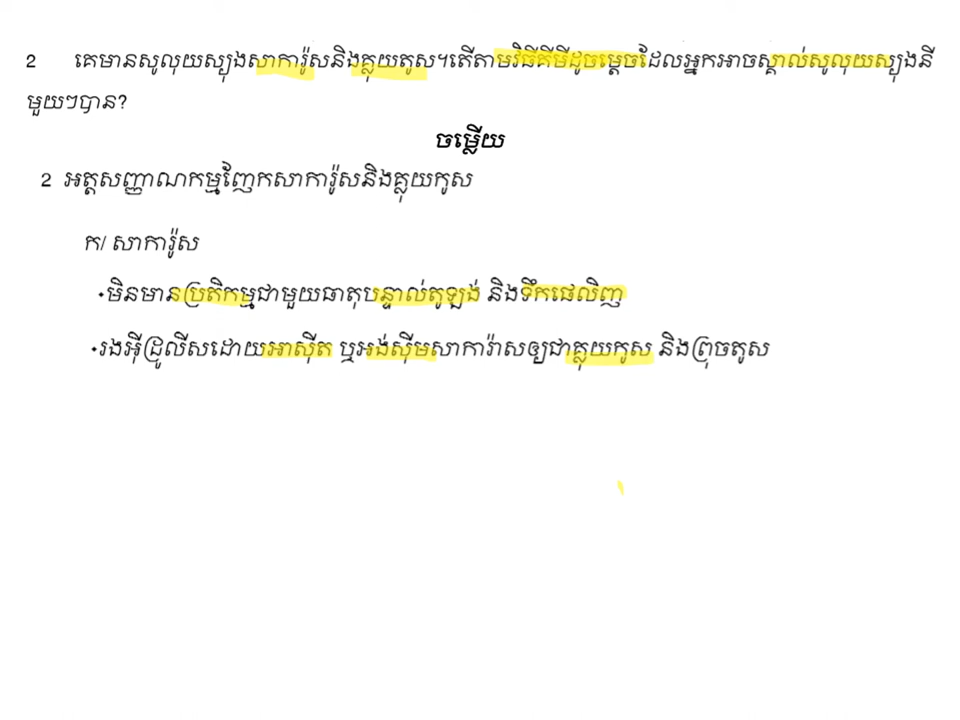 2 គេមានសូលុយស្យុងសាការ៉ូសនិងគ្លុយតូស។តើតាមវិធីគីមីដូចម្ដេចដែលអ្នកអាចស្គាល់សូលុយស្យុងនី
មួយៗបាន?
ចម្លើយ
2 អត្តសញ្ញាណកម្មញែកសាការ៉ូសនិងគ្លុយកូស
ក/ សាការ៉ូស
•មិនមានប្រតិកម្មជាមួយធាតុបន្ទាល់តូឡង់ និងទឹកផេលិញ
•រងអ៊ីដ្រូលីសដោយអាស៊ីត ឬអង់ស៊ីមសាការ៉ាសឲ្យជាគ្លុយកូស និងព្រុចតូស